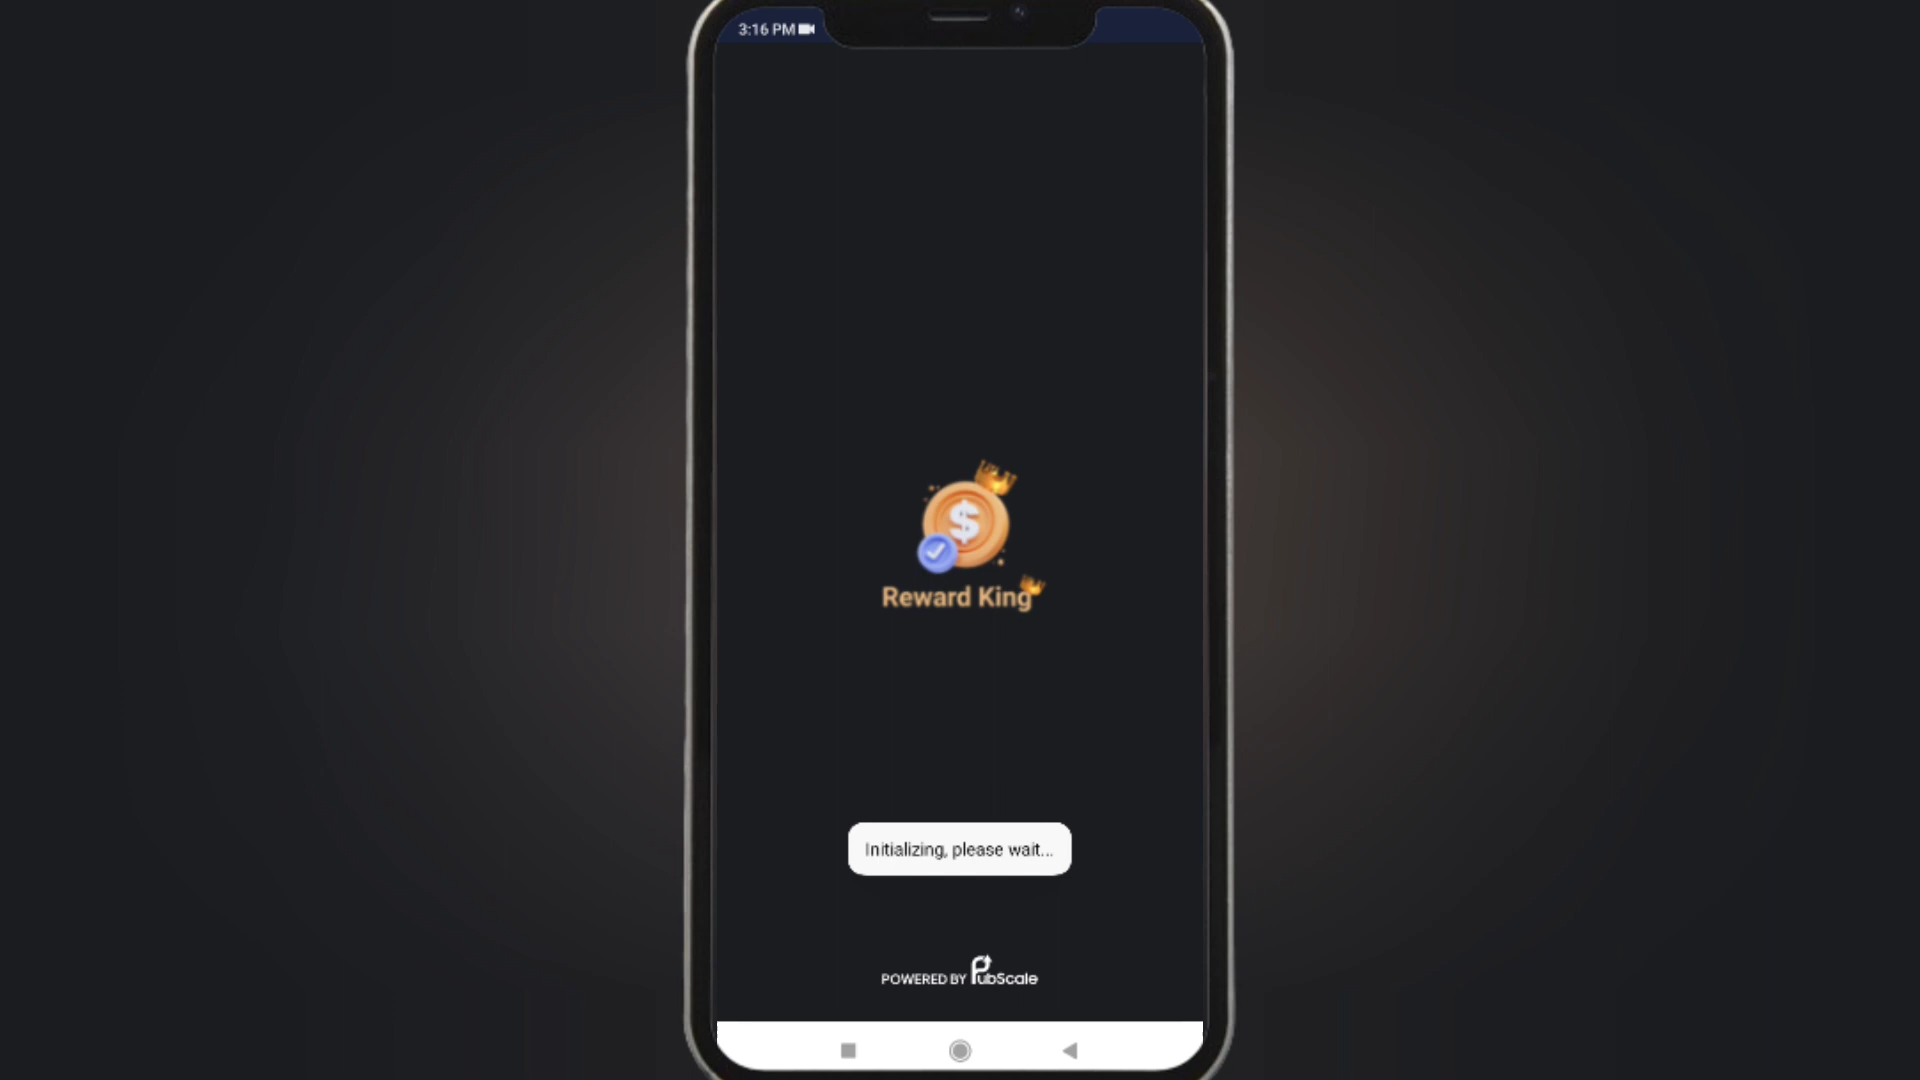 3:16 PM
$
Reward King
Initializing, please wait...
POWERED BY PubScale